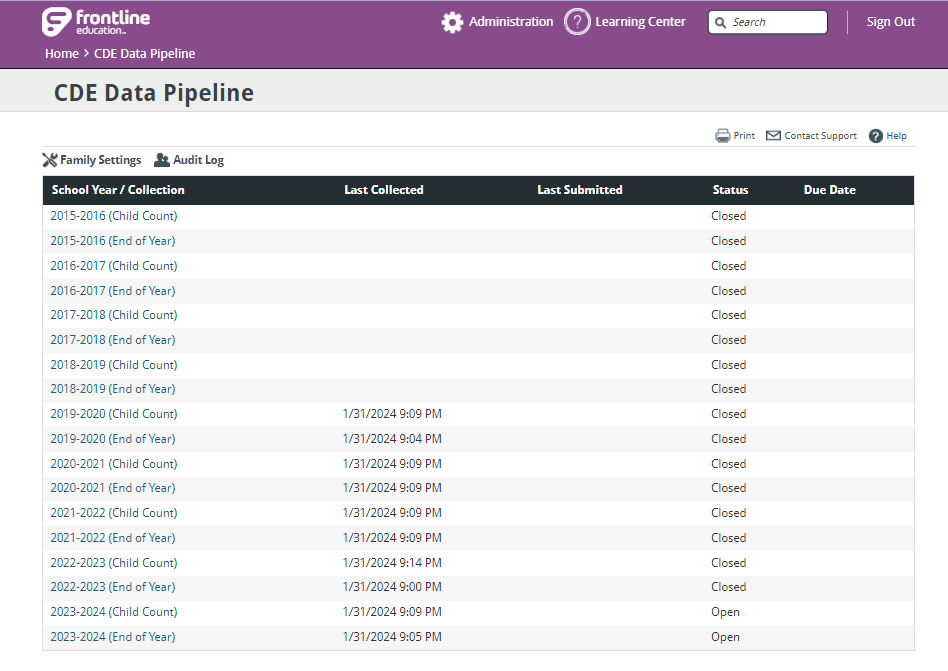 frontline
education™
Administration
Learning Center
Search
Sign Out
Home > CDE Data Pipeline
CDE Data Pipeline
Print Contact Support Help
Family Settings Audit Log
School Year / Collection Last Collected Last Submitted Status Due Date
2015-2016 (Child Count) Closed
2015-2016 (End of Year) Closed
2016-2017 (Child Count) Closed
2016-2017 (End of Year) Closed
2017-2018 (Child Count) Closed
2017-2018 (End of Year) Closed
2018-2019 (Child Count) Closed
2018-2019 (End of Year) Closed
2019-2020 (Child Count) 1/31/2024 9:09 PM Closed
2019-2020 (End of Year) 1/31/2024 9:04 PM Closed
2020-2021 (Child Count) 1/31/2024 9:09 PM Closed
2020-2021 (End of Year) 1/31/2024 9:09 PM Closed
2021-2022 (Child Count) 1/31/2024 9:09 PM Closed
2021-2022 (End of Year) 1/31/2024 9:09 PM Closed
2022-2023 (Child Count) 1/31/2024 9:14 PM Closed
2022-2023 (End of Year) 1/31/2024 9:00 PM Closed
2023-2024 (Child Count) 1/31/2024 9:09 PM Open
2023-2024 (End of Year) 1/31/2024 9:05 PM Open